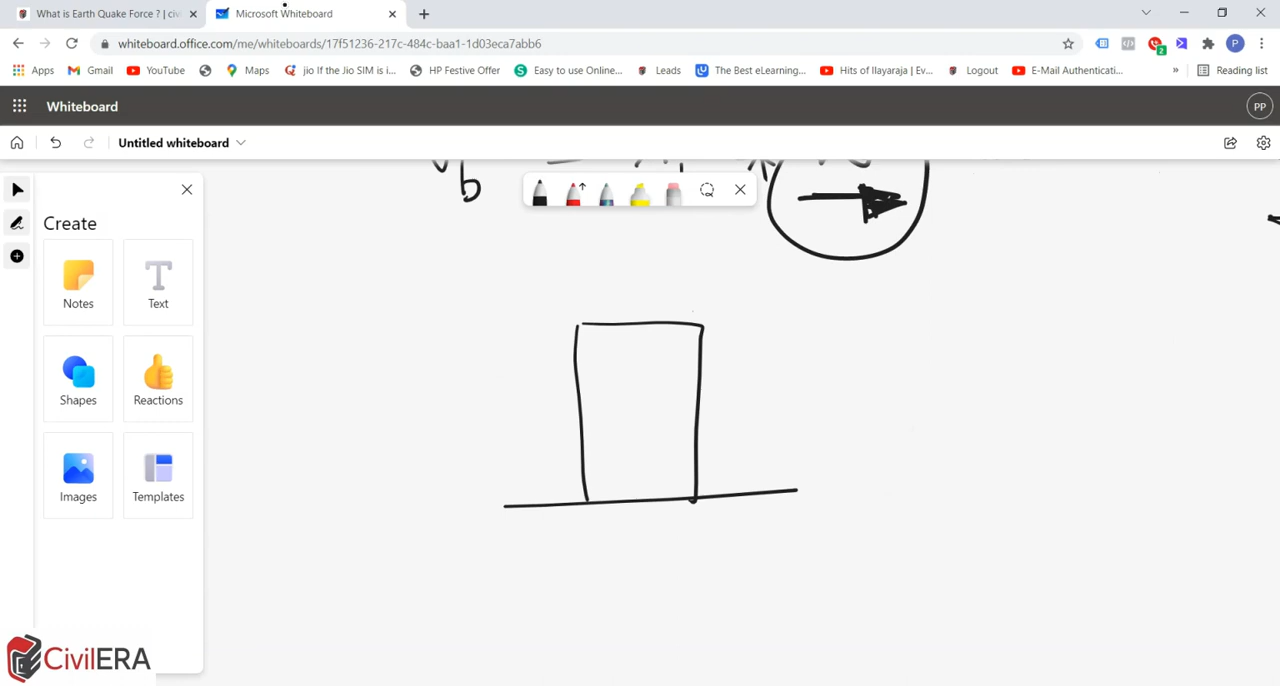 What is Earth Quake Force ? | civ
Microsoft Whiteboard
whiteboard.office.com/me/whiteboards/17f51236-217c-484c-baa1-1d03eca7abb6
2
P
Apps
Gmail
YouTube
Maps
jio If the Jio SIM is i...
HP Festive Offer
Easy to use Online...
Leads
The Best eLearning...
Hits of Ilayaraja | Ev...
Logout
E-Mail Authenticati...
»
Reading list
Whiteboard
PP
Untitled whiteboard
Create
Notes
Text
Shapes
Reactions
Images
Templates
b
CivilERA